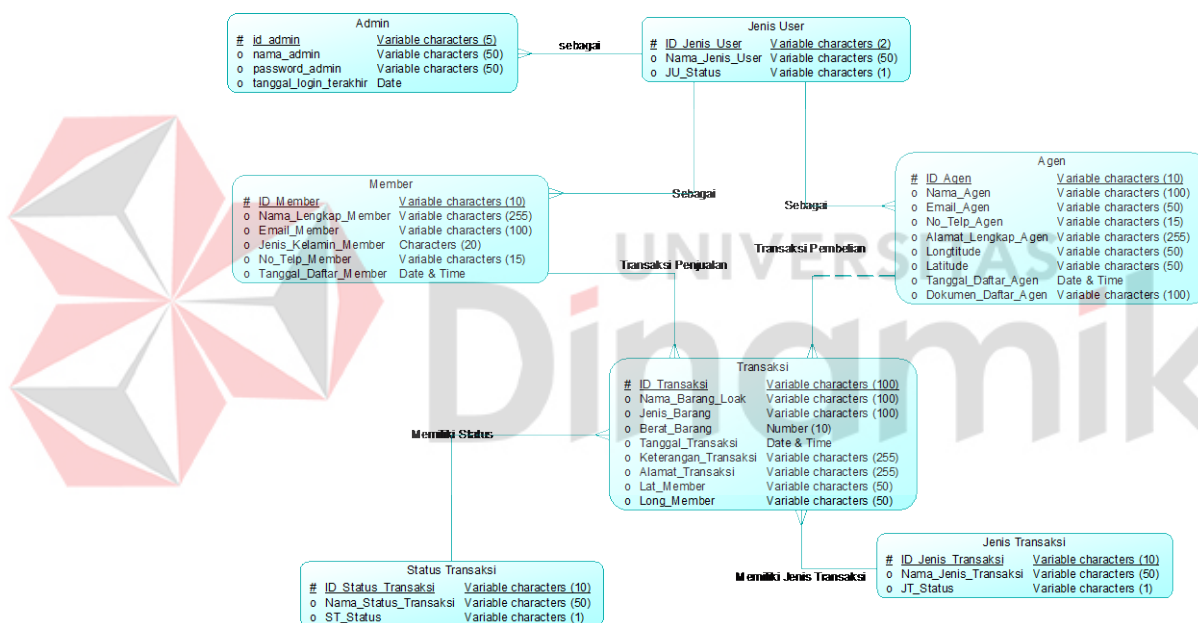 Admin
# id_admin Variable characters (5)
o nama_admin Variable characters (50)
o password_admin Variable characters (50)
o tanggal_login_terakhir Date
sebagai
Jenis User
# ID_Jenis_User Variable characters (2)
o Nama_Jenis_User Variable characters (50)
o JU_Status Variable characters (1)
Member
# ID_Member Variable characters (10)
o Nama_Lengkap_Member Variable characters (255)
o Email_Member Variable characters (100)
o Jenis_Kelamin_Member Characters (20)
o No_Telp_Member Variable characters (15)
o Tanggal_Daftar_Member Date & Time
Sebagai
Sebagai
Agen
# ID_Agen Variable characters (10)
o Nama_Agen Variable characters (100)
o Email_Agen Variable characters (50)
o No_Telp_Agen Variable characters (15)
o Alamat_Lengkap_Agen Variable characters (255)
o Longtitude Variable characters (50)
o Latitude Variable characters (50)
o Tanggal_Daftar_Agen Date & Time
o Dokumen_Daftar_Agen Variable characters (100)
UNIVERSITAS
Dinamika
Transaksi Pembelian
Transaksi Penjualan
Transaksi
# ID_Transaksi Variable characters (100)
o Nama_Barang_Loak Variable characters (100)
o Jenis_Barang Variable characters (100)
o Berat_Barang Number (10)
o Tanggal_Transaksi Date & Time
o Keterangan_Transaksi Variable characters (255)
o Alamat_Transaksi Variable characters (255)
o Lat_Member Variable characters (50)
o Long_Member Variable characters (50)
Memiliki Status
Status Transaksi
# ID_Status_Transaksi Variable characters (10)
o Nama_Status_Transaksi Variable characters (50)
o ST_Status Variable characters (1)
Memiliki Jenis Transaksi
Jenis Transaksi
# ID_Jenis_Transaksi Variable characters (10)
o Nama_Jenis_Transaksi Variable characters (50)
o JT_Status Variable characters (1)